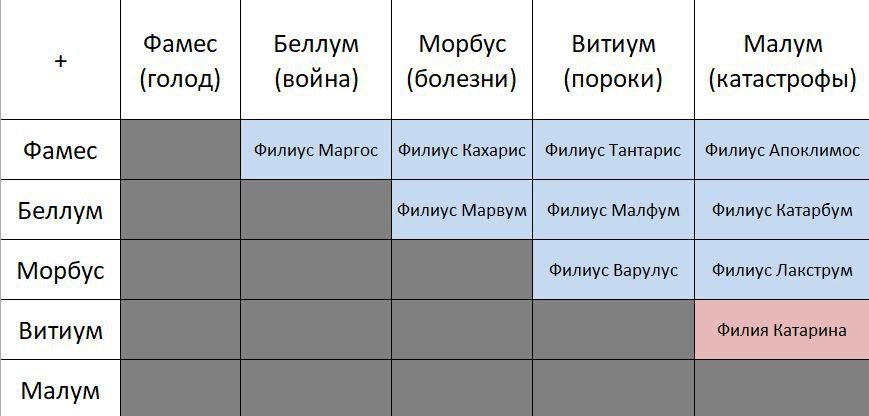 +
Фамес
(голод)
Беллум
(война)
Морбус
(болезни)
Витиум
(пороки)
Малум
(катастрофы)
Фамес
Филиус Маргос
Филиус Кахарис
Филиус Тантарис
Филиус Апоклимос
Беллум
Филиус Марвум
Филиус Малфум
Филиус Катарбум
Морбус
Филиус Варулус
Филиус Лакструм
Витиум
Филия Катарина
Малум